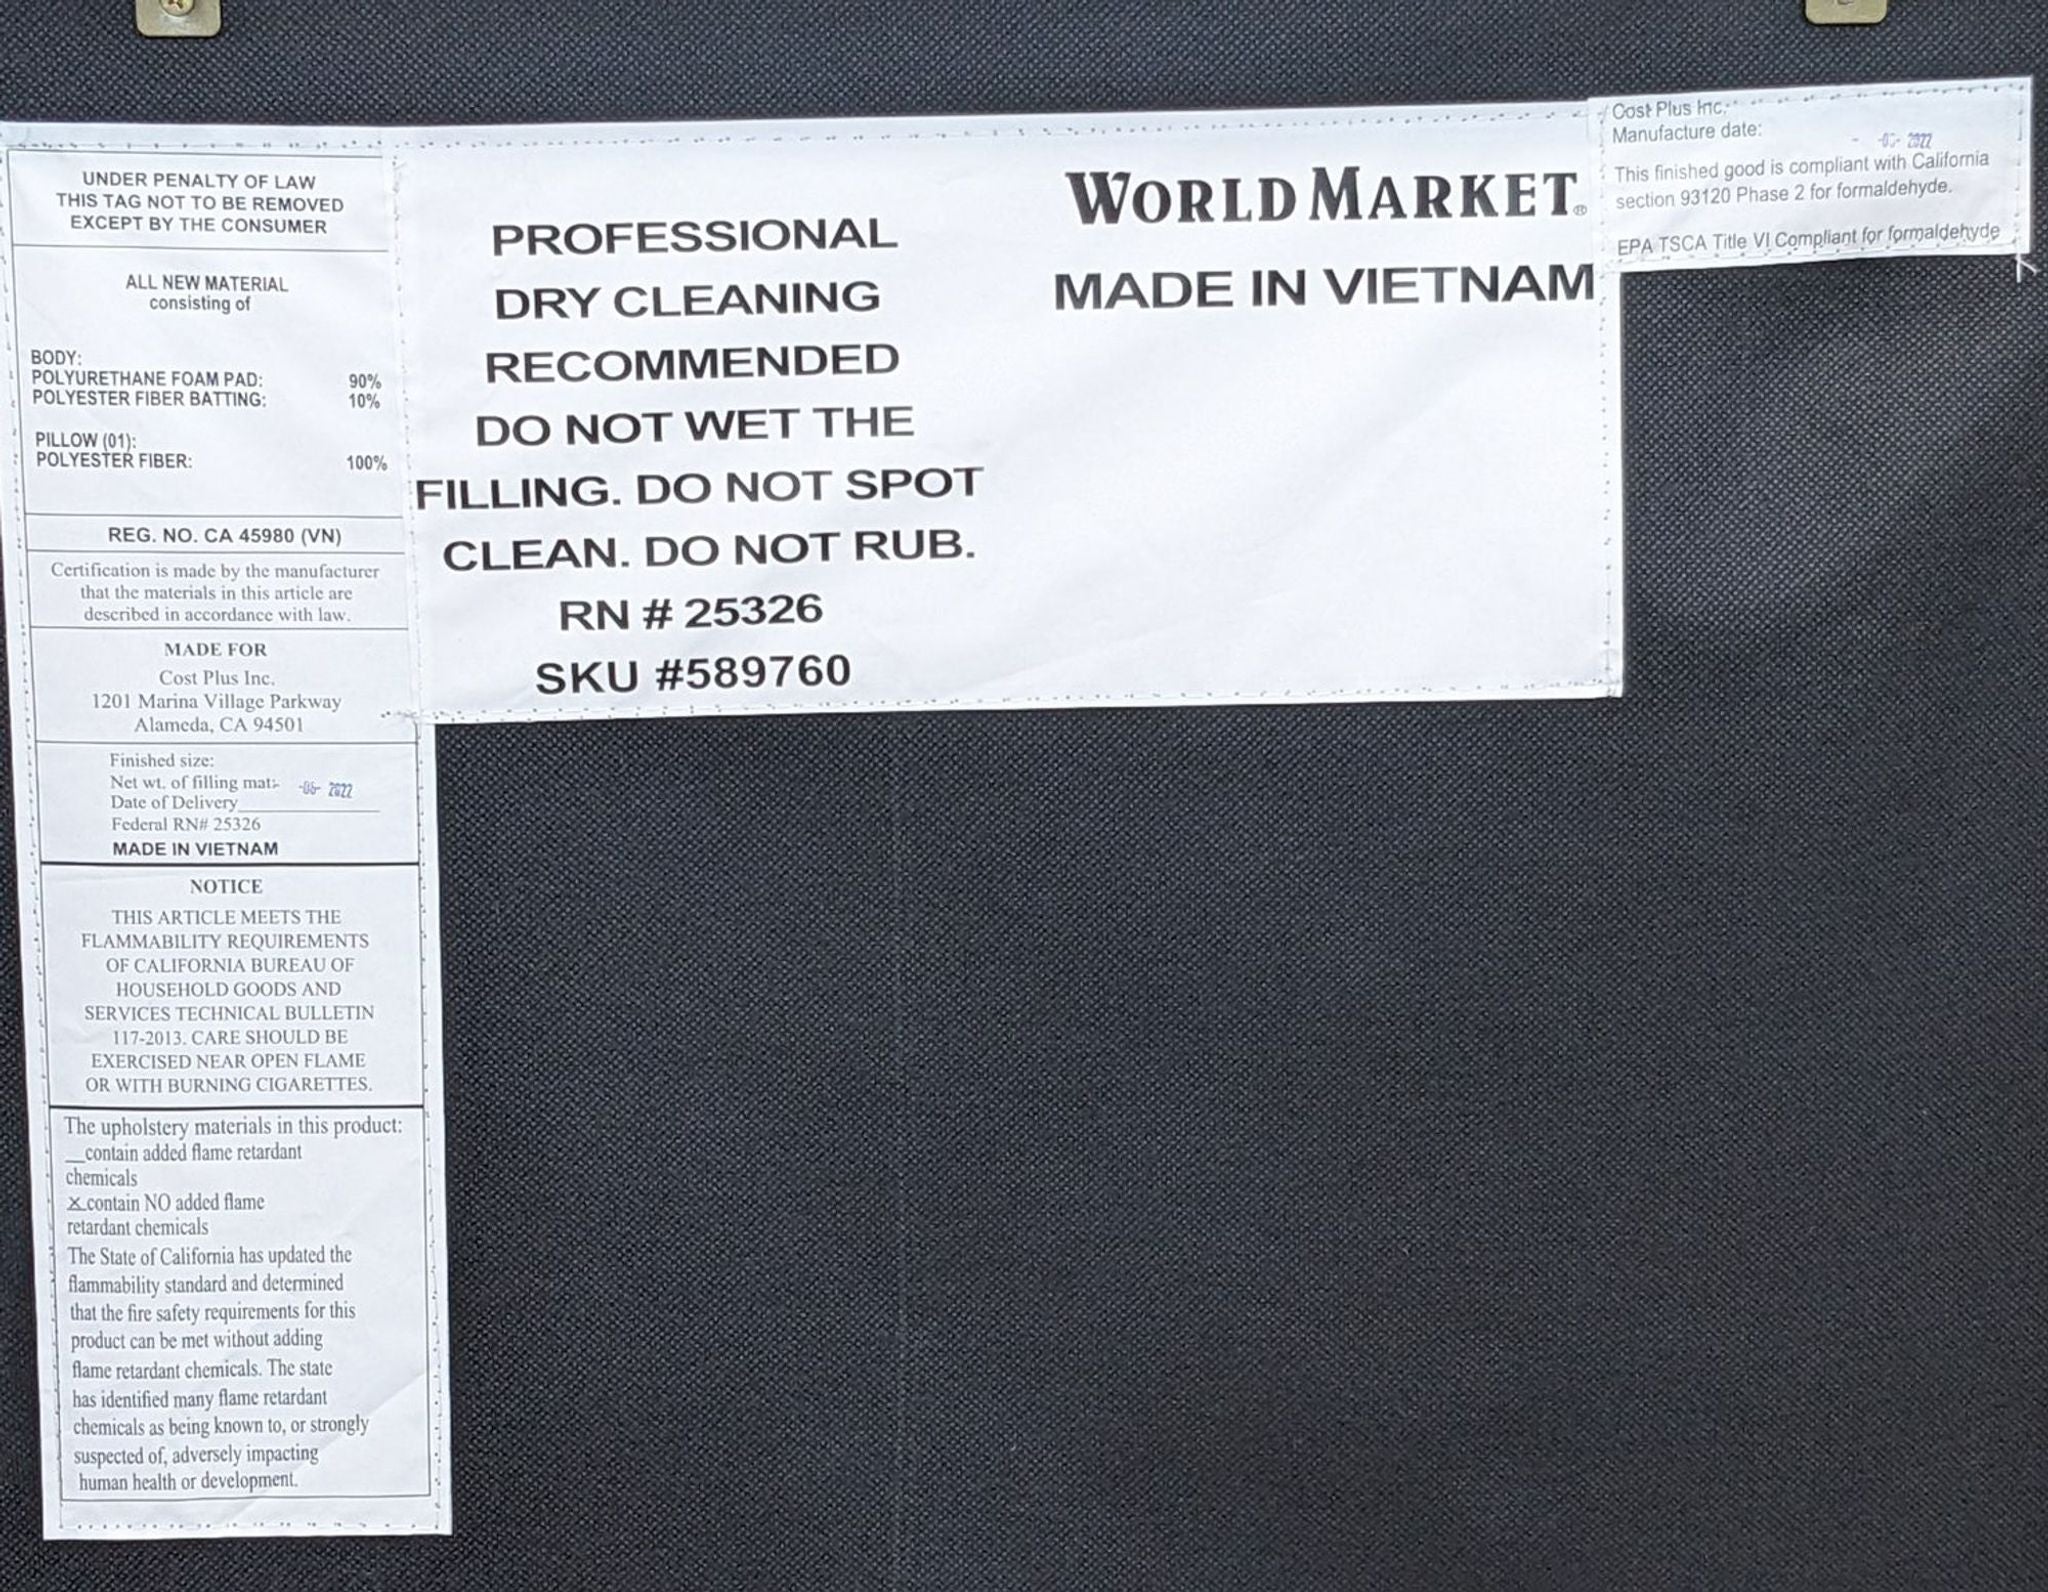 UNDER PENALTY OF LAW
THIS TAG NOT TO BE REMOVED
EXCEPT BY THE CONSUMER
ALL NEW MATERIAL
consisting of
BODY:
POLYURETHANE FOAM PAD: 90%
POLYESTER FIBER BATTING: 10%
PILLOW (01):
POLYESTER FIBER: 100%
REG. NO. CA 45980 (VN)
Certification is made by the manufacturer
that the materials in this article are
described in accordance with law.
MADE FOR
Cost Plus Inc.
1201 Marina Village Parkway
Alameda, CA 94501
Finished size:
Net wt. of filling mat:
Date of Delivery 2022
Federal RN# 25326
MADE IN VIETNAM
NOTICE
THIS ARTICLE MEETS THE
FLAMMABILITY REQUIREMENTS
OF CALIFORNIA BUREAU OF
HOUSEHOLD GOODS AND
SERVICES TECHNICAL BULLETIN
117-2013. CARE SHOULD BE
EXERCISED NEAR OPEN FLAME
OR WITH BURNING CIGARETTES.
The upholstery materials in this product:
__contain added flame retardant
chemicals
X contain NO added flame
retardant chemicals
The State of California has updated the
flammability standard and determined
that the fire safety requirements for this
product can be met without adding
flame retardant chemicals. The state
has identified many flame retardant
chemicals as being known to, or strongly
suspected of, adversely impacting
human health or development.
PROFESSIONAL
DRY CLEANING
RECOMMENDED
DO NOT WET THE
FILLING. DO NOT SPOT
CLEAN. DO NOT RUB.
RN # 25326
SKU #589760
WORLD MARKET®
MADE IN VIETNAM
Cost Plus Inc.
Manufacture date: 2022
This finished good is compliant with California
section 93120 Phase 2 for formaldehyde.
EPA TSCA Title VI Compliant for formaldehyde